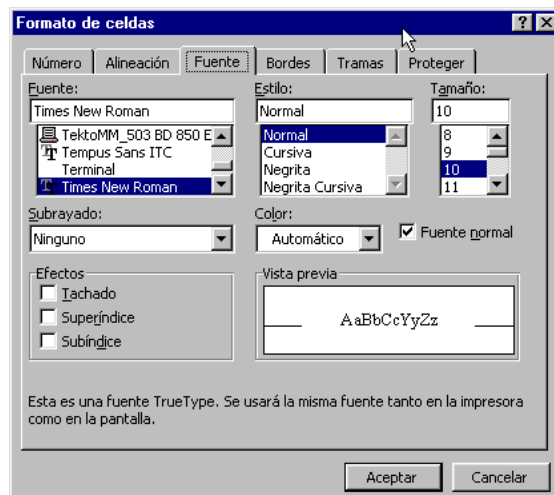 Formato de celdas
Número Alineación Fuente Bordes Tramas Proteger
Fuente: Estilo: Tamaño:
Times New Roman Normal 10
TektoMM_503 BD 850 E Normal 8
Tempus Sans ITC Cursiva 9
Terminal Negrita 10
Times New Roman Negrita Cursiva 11
Subrayado: Color:
Ninguno Automático Fuente normal
Efectos Vista previa
Tachado
Superíndice AaBbCcYyZz
Subíndice
Esta es una fuente TrueType. Se usará la misma fuente tanto en la impresora
como en la pantalla.
Aceptar Cancelar